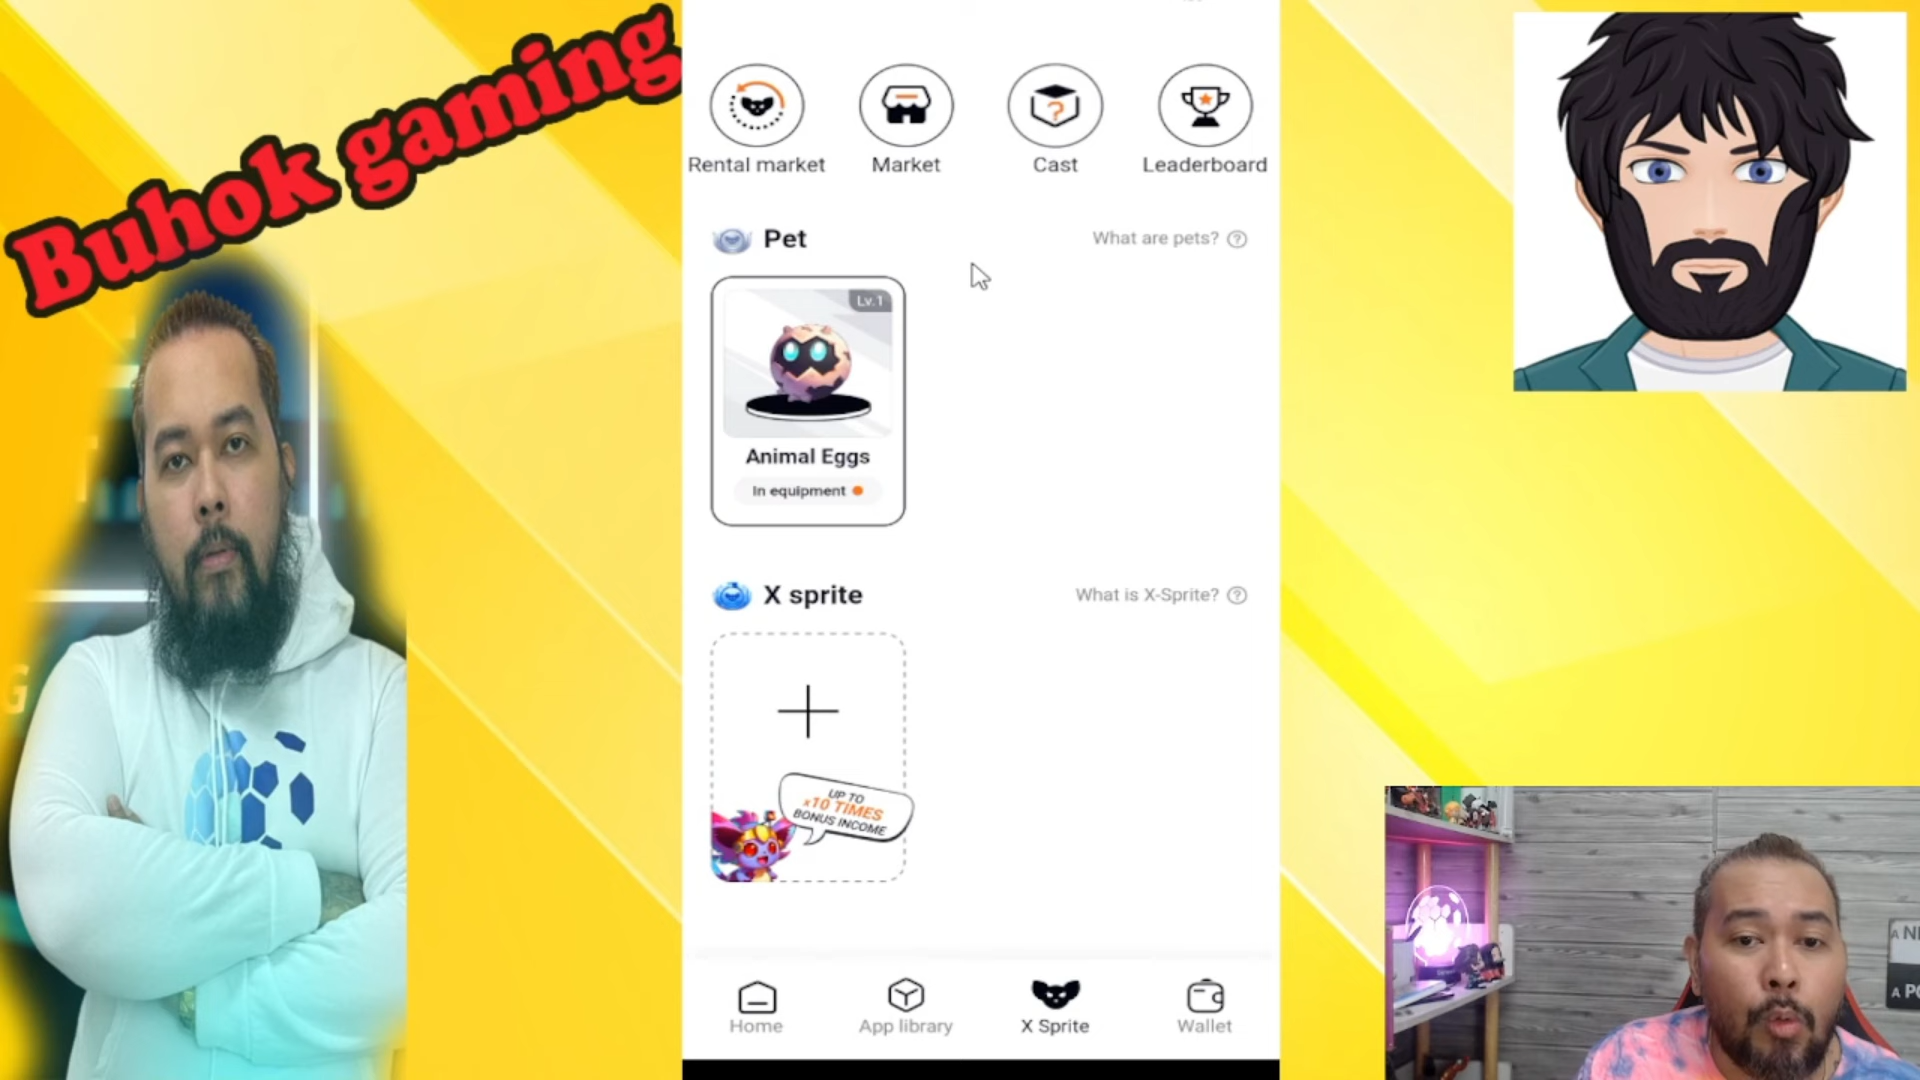 Buhok gaming
Rental market
Market
Cast
Leaderboard
Pet
What are pets?
Lv.1
Animal Eggs
In equipment
X sprite
What is X-Sprite?
UP TO
x10 TIMES
BONUS INCOME
Home
App library
X Sprite
Wallet
G
A
A